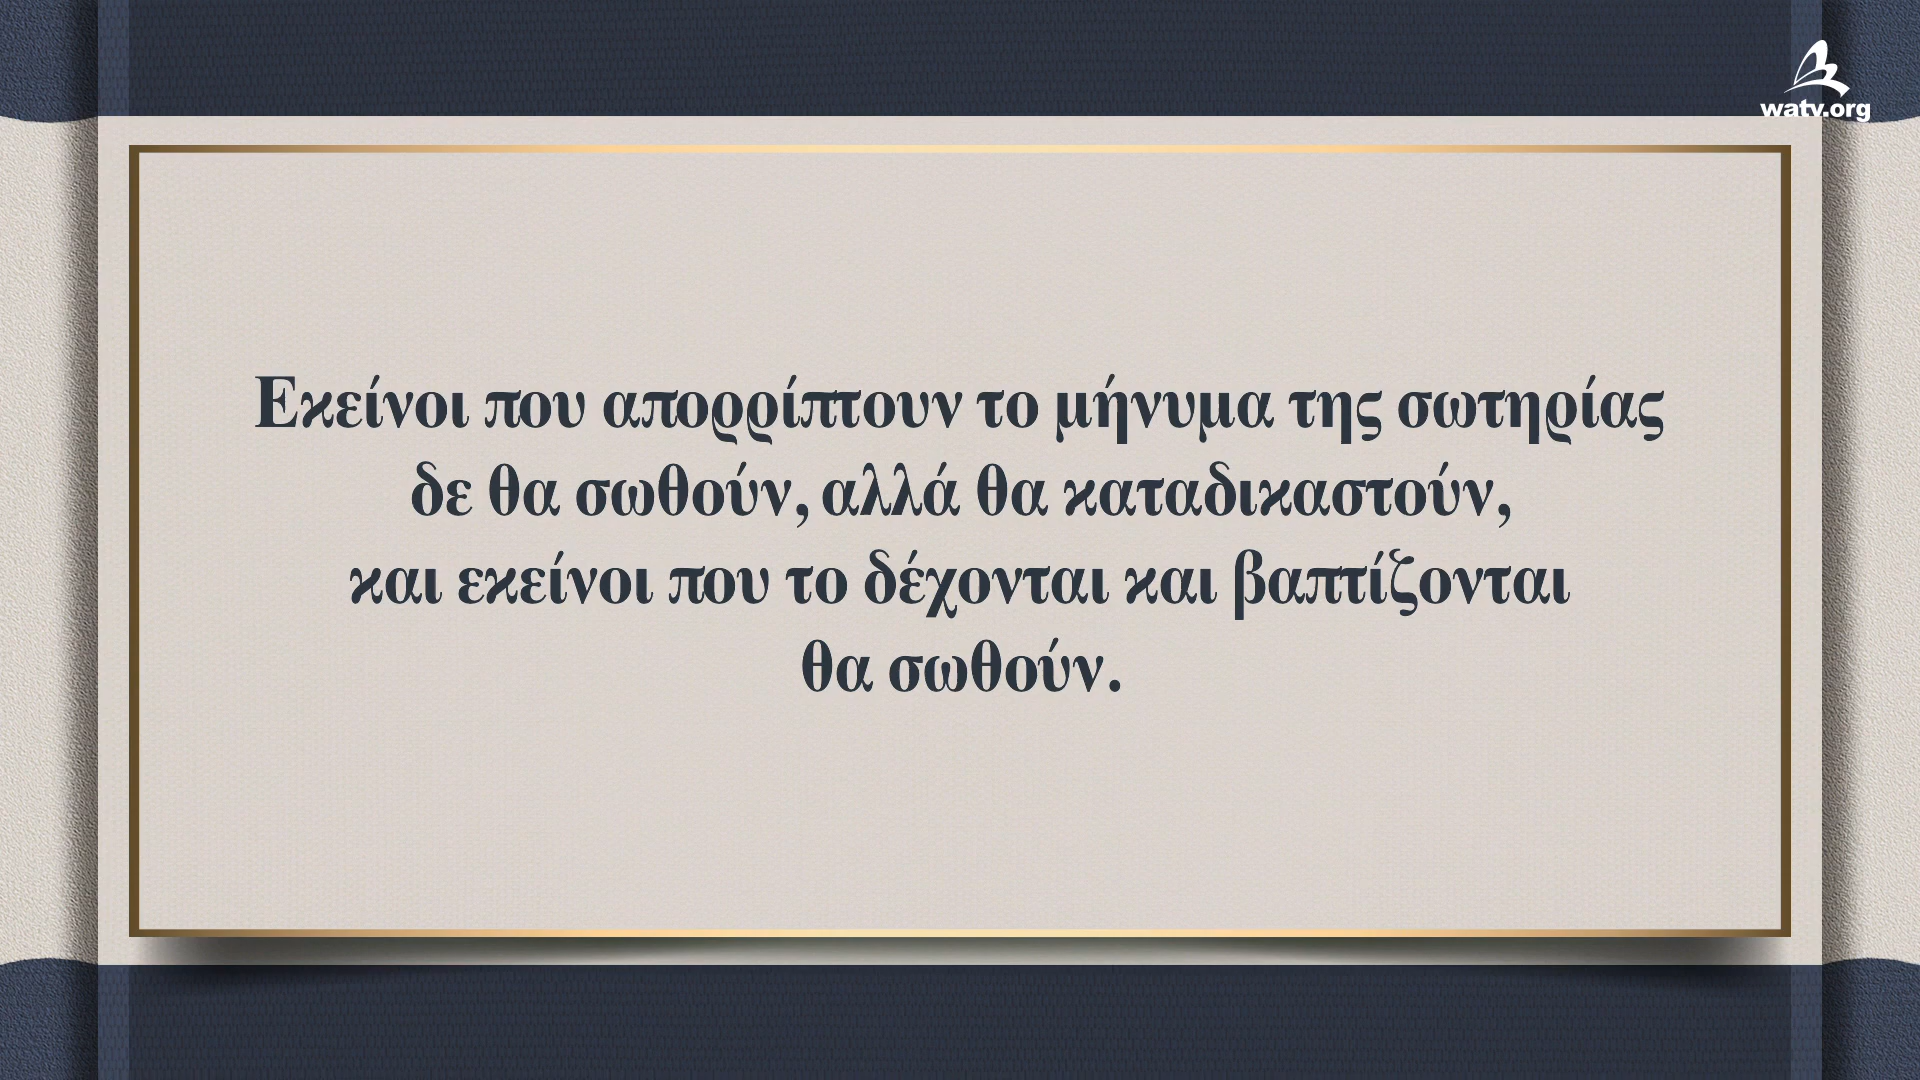 watv.org
Εκείνοι που απορρίπτουν το μήνυμα της σωτηρίας
δε θα σωθούν, αλλά θα καταδικαστούν,
και εκείνοι που το δέχονται και βαπτίζονται
θα σωθούν.